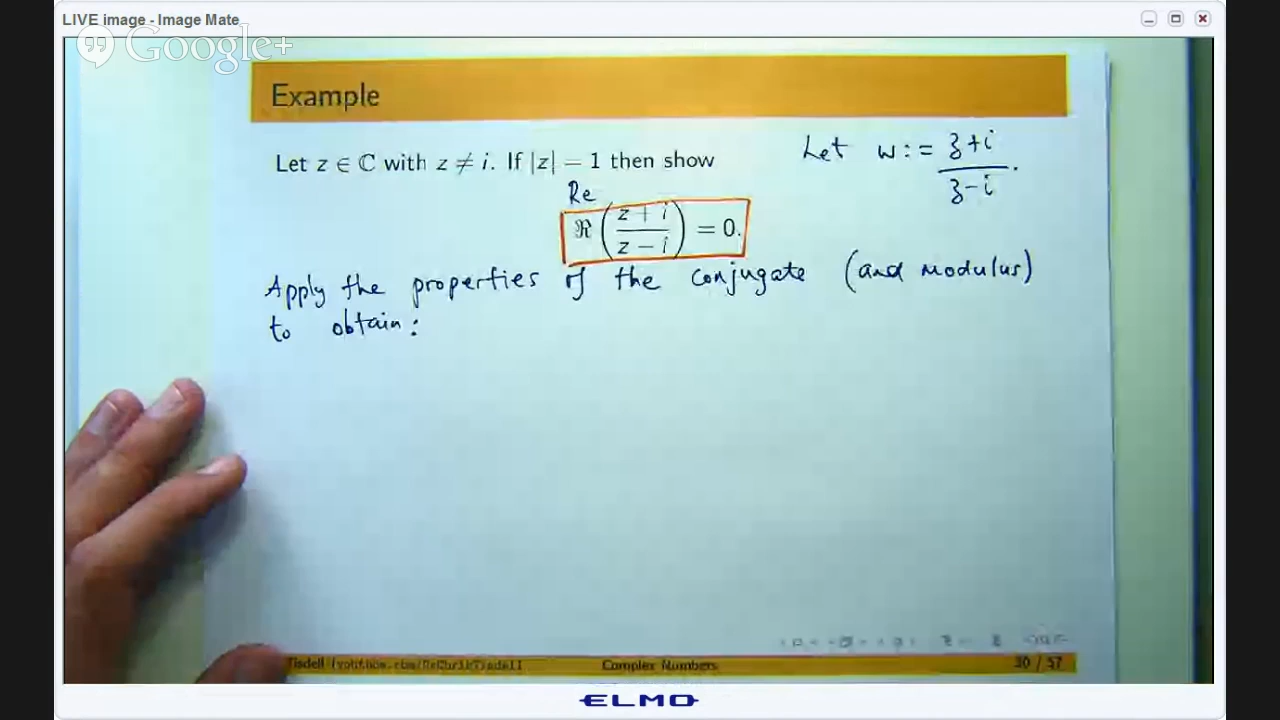 LIVE image - Image Mate
Google+
Example
Let z ∈ ℂ with z ≠ i. If |z| = 1 then show
Let w := z+i / z-i .
Re
ℜ ( z + i / z − i ) = 0.
Apply the properties of the conjugate (and modulus)
to obtain:
Tisdell Complex Numbers 30 / 57
ELMO